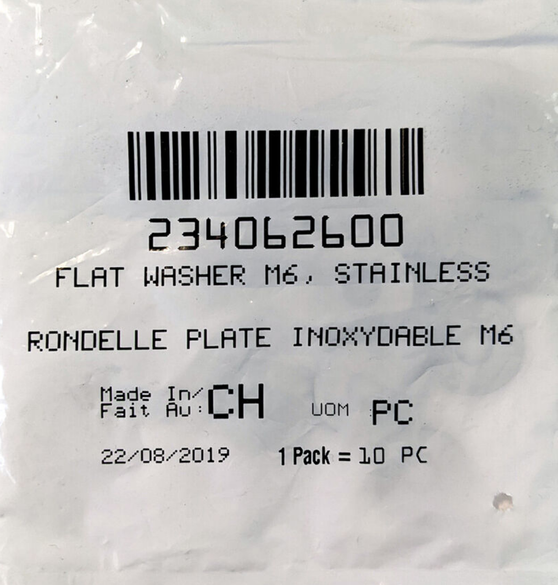 234062600
FLAT WASHER M6, STAINLESS
RONDELLE PLATE INOXYDABLE M6
Made In/
Fait Au: CH UOM PC
22/08/2019 1 Pack = 10 PC